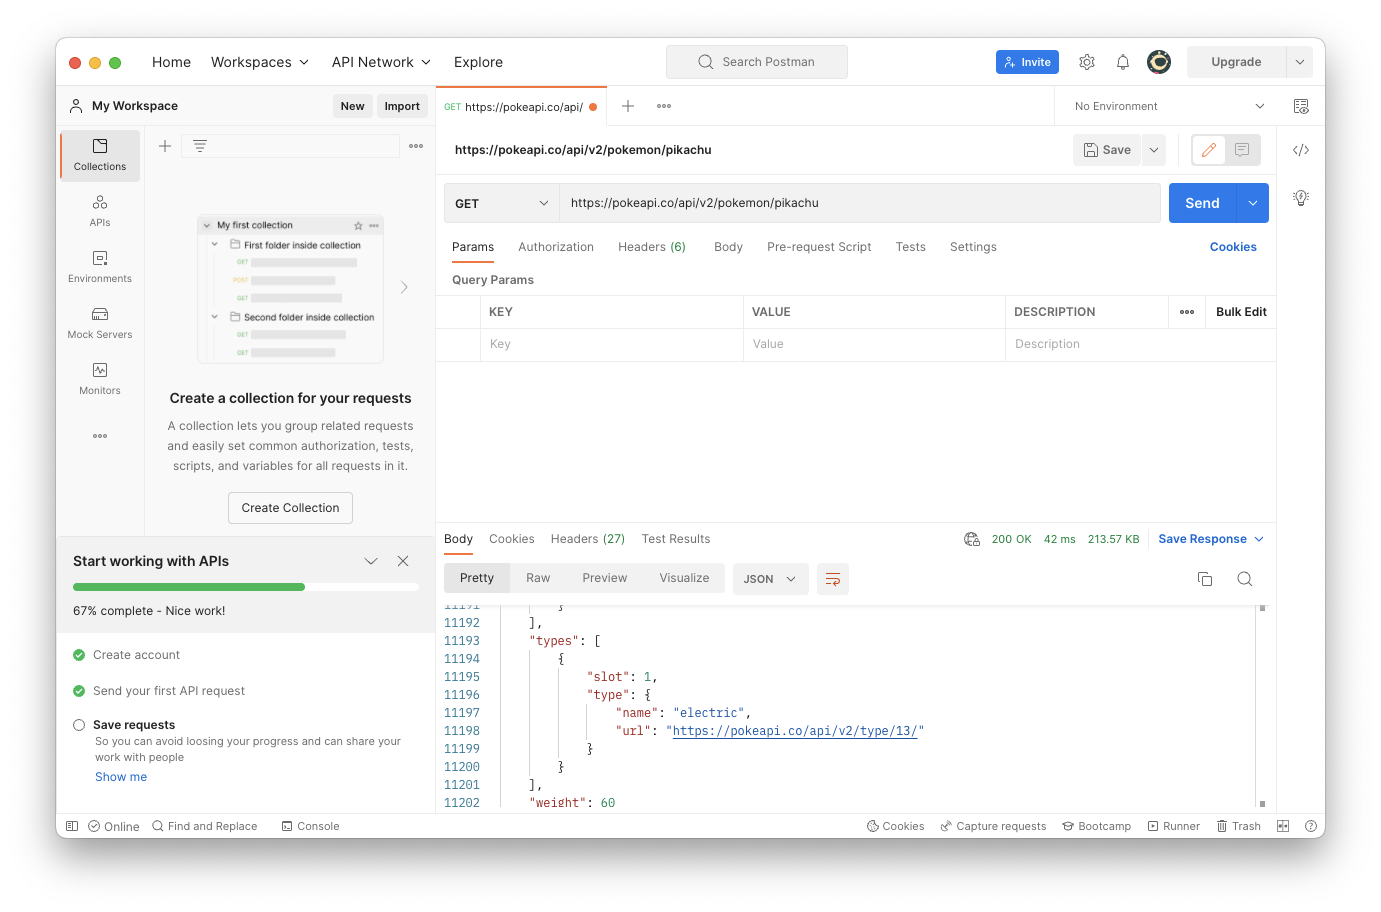 Home Workspaces API Network Explore Search Postman Invite Upgrade
My Workspace New Import GET https://pokeapi.co/api/ No Environment
https://pokeapi.co/api/v2/pokemon/pikachu Save
Collections
APIs
Environments
Mock Servers
Monitors
My first collection
First folder inside collection
GET
POST
GET
Second folder inside collection
GET
GET
Create a collection for your requests
A collection lets you group related requests
and easily set common authorization, tests,
scripts, and variables for all requests in it.
Create Collection
Start working with APIs
67% complete - Nice work!
Create account
Send your first API request
Save requests
So you can avoid loosing your progress and can share your
work with people
Show me
GET https://pokeapi.co/api/v2/pokemon/pikachu Send
Params Authorization Headers (6) Body Pre-request Script Tests Settings Cookies
Query Params
KEY VALUE DESCRIPTION Bulk Edit
Key Value Description
Body Cookies Headers (27) Test Results 200 OK 42 ms 213.57 KB Save Response
Pretty Raw Preview Visualize JSON
11191 }
11192 ],
11193 "types": [
11194 {
11195 "slot": 1,
11196 "type": {
11197 "name": "electric",
11198 "url": "https://pokeapi.co/api/v2/type/13/"
11199 }
11200 }
11201 ],
11202 "weight": 60
Online Find and Replace Console Cookies Capture requests Bootcamp Runner Trash